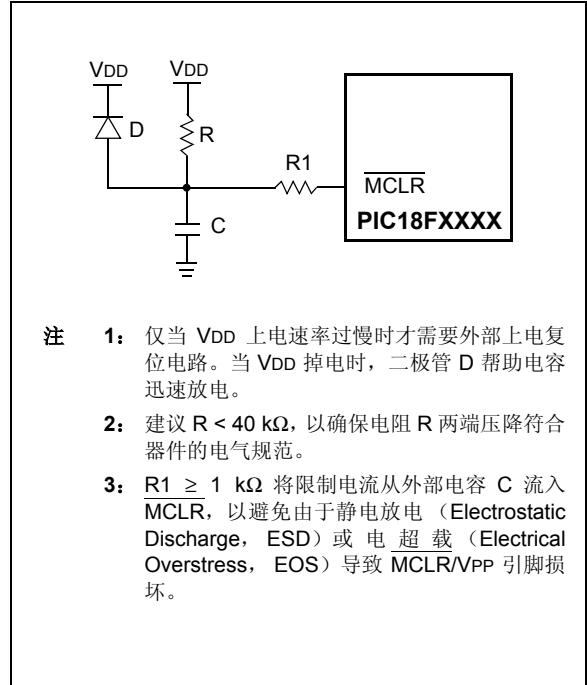 VDD VDD
D
R
R1
MCLR
C
PIC18FXXXX
注 1: 仅当 VDD 上电速率过慢时才需要外部上电复
位电路。当 VDD 掉电时，二极管 D 帮助电容
迅速放电。
2: 建议 R < 40 kΩ，以确保电阻 R 两端压降符合
器件的电气规范。
3: R1 ≥ 1 kΩ 将限制电流从外部电容 C 流入
MCLR，以避免由于静电放电（Electrostatic
Discharge， ESD）或 电 超 载（Electrical
Overstress， EOS）导致 MCLR/VPP 引脚损
坏。